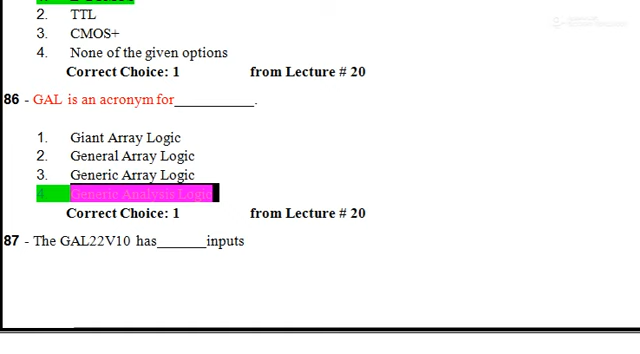 2. TTL
3. CMOS+
4. None of the given options
Correct Choice: 1 from Lecture # 20
86 - GAL is an acronym for___________.
1. Giant Array Logic
2. General Array Logic
3. Generic Array Logic
4. Generic Analysis Logic
Correct Choice: 1 from Lecture # 20
87 - The GAL22V10 has_______inputs